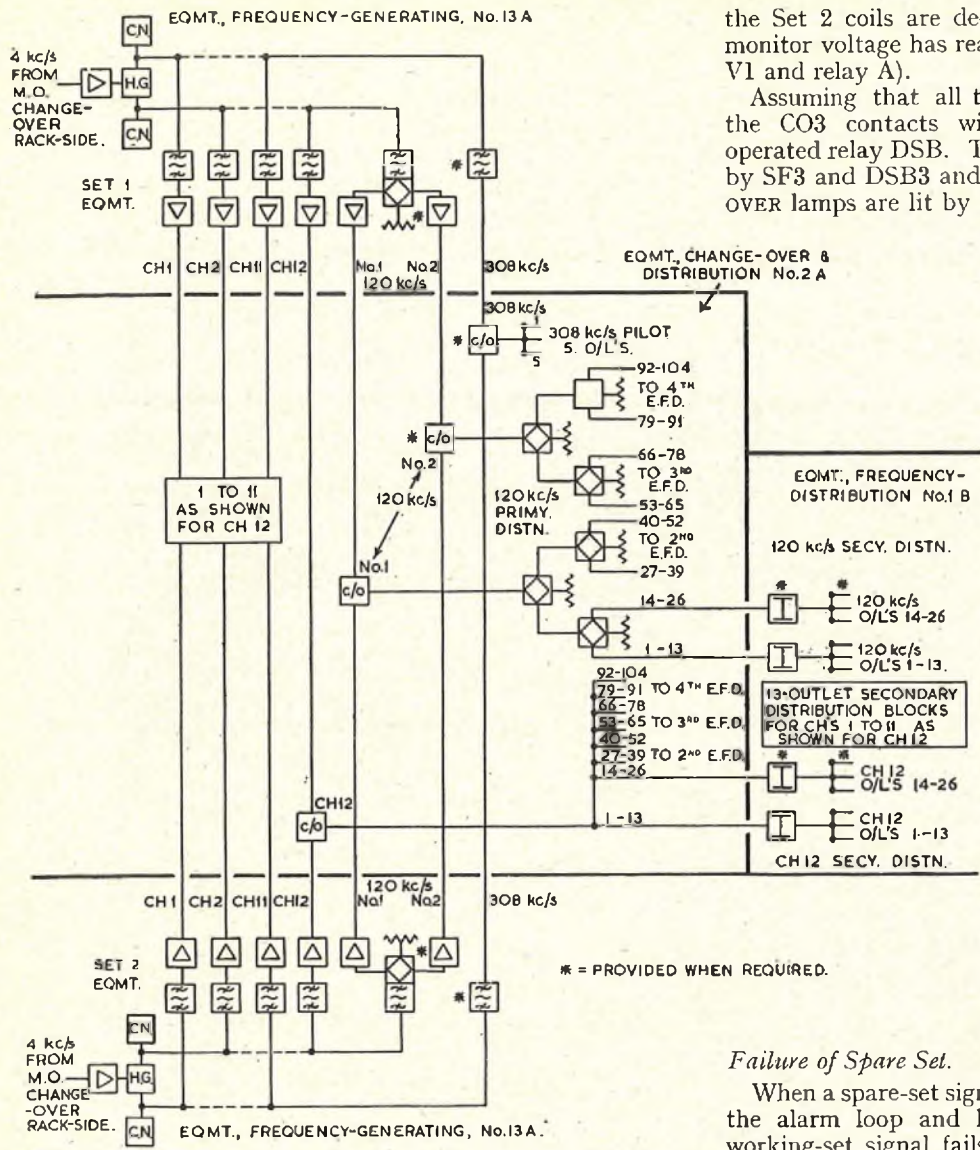 EQMT., FREQUENCY-GENERATING, No.13A
C.N.
4 kc/s
FROM
M.O.
CHANGE-
OVER
RACK-SIDE.
H.G.
C.N.
SET 1
EQMT.
*
*
CH1
CH2
CH11
CH12
No.1
No.2
120 kc/s
308 kc/s
the Set 2 coils are de
monitor voltage has rea
V1 and relay A).
Assuming that all t
the CO3 contacts wi
operated relay DSB. T
by SF3 and DSB3 and
OVER lamps are lit by
EQMT., CHANGE-OVER &
DISTRIBUTION No.2 A
308 kc/s
* c/o
1
308 kc/s PILOT
5. O/L'S.
5
92-104
TO 4TH
E.F.D.
79-91
* c/o
No.2
120 kc/s
No.1
c/o
120 kc/s
PRIMY.
DISTN.
66-78
TO 3RD
E.F.D.
53-65
40-52
TO 2ND
E.F.D.
27-39
14-26
1-13
1 TO 11
AS SHOWN
FOR CH 12
EQMT., FREQUENCY-
DISTRIBUTION No.1 B
120 kc/s SECY. DISTN.
* *
120 kc/s
O/L'S 14-26
120 kc/s
O/L'S 1-13.
92-104
79-91 TO 4TH E.F.D.
66-78
53-65 TO 3RD E.F.D.
40-52
27-39 TO 2ND E.F.D.
14-26
13-OUTLET SECONDARY
DISTRIBUTION BLOCKS
FOR CH'S 1 TO 11 AS
SHOWN FOR CH 12
* *
CH 12
O/L'S 14-26
CH12
c/o
1-13
CH 12
O/L'S 1-13
CH 12 SECY. DISTN.
CH1
CH2
CH11
CH12
120 kc/s
No1
No2
308 kc/s
SET 2
EQMT.
*
*
* = PROVIDED WHEN REQUIRED.
C.N.
4 kc/s
FROM
M.O.
CHANGE
-OVER
RACK-SIDE.
H.G.
C.N.
EQMT., FREQUENCY-GENERATING, No.13A.
Failure of Spare Set.
When a spare-set sign
the alarm loop and
working-set signal fails